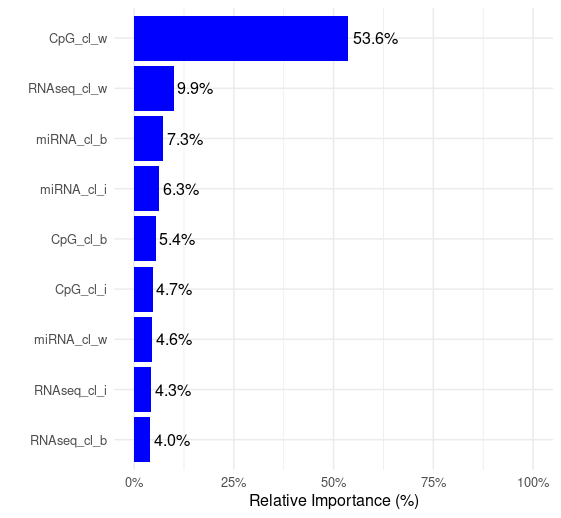 CpG_cl_w 53.6%
RNAseq_cl_w 9.9%
miRNA_cl_b 7.3%
miRNA_cl_i 6.3%
CpG_cl_b 5.4%
CpG_cl_i 4.7%
miRNA_cl_w 4.6%
RNAseq_cl_i 4.3%
RNAseq_cl_b 4.0%
0% 25% 50% 75% 100%
Relative Importance (%)